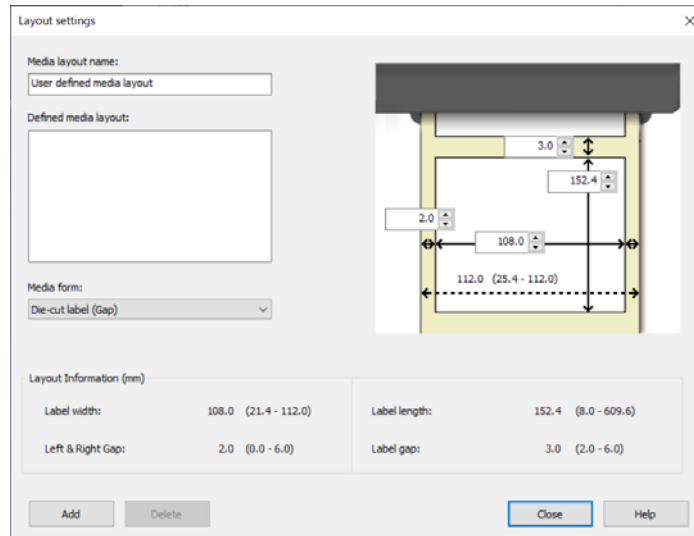 Layout settings
Media layout name:
User defined media layout
Defined media layout:
Media form:
Die-cut label (Gap)
3.0
152.4
2.0
108.0
112.0 (25.4 - 112.0)
Layout Information (mm)
Label width: 108.0 (21.4 - 112.0)
Label length: 152.4 (8.0 - 609.6)
Left & Right Gap: 2.0 (0.0 - 6.0)
Label gap: 3.0 (2.0 - 6.0)
Add
Delete
Close
Help